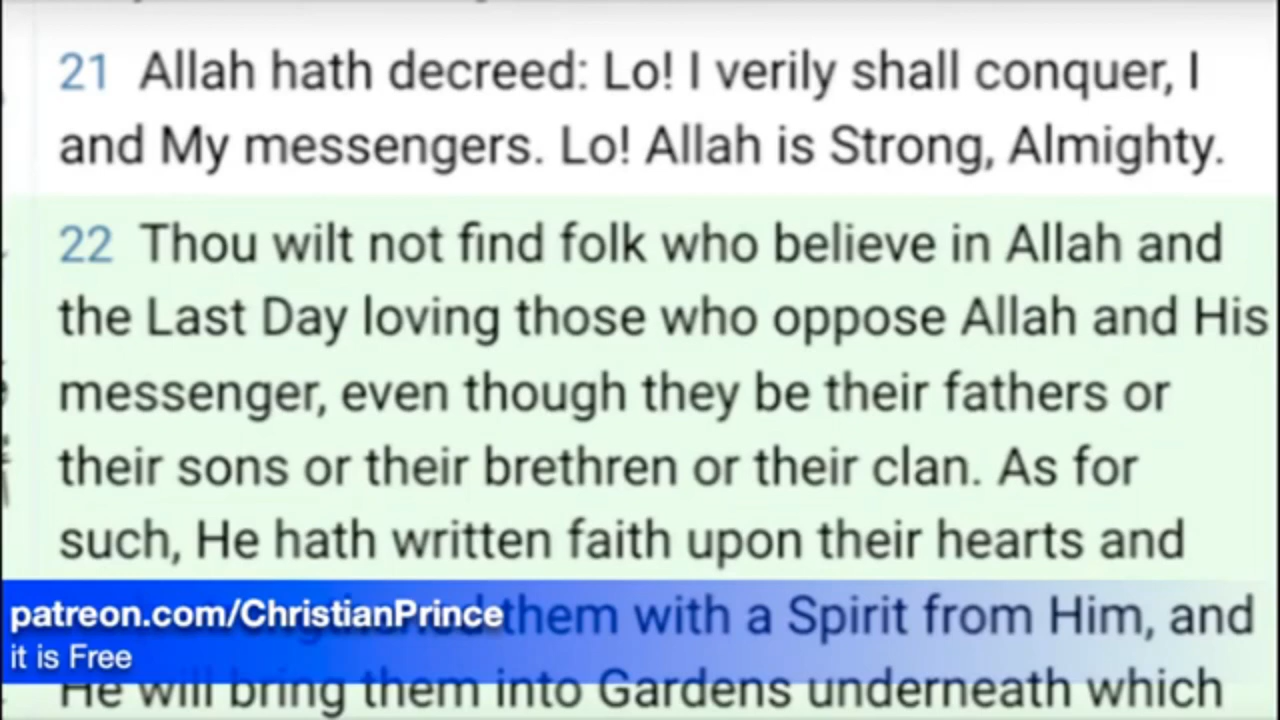 21 Allah hath decreed: Lo! I verily shall conquer, I
and My messengers. Lo! Allah is Strong, Almighty.
22 Thou wilt not find folk who believe in Allah and
the Last Day loving those who oppose Allah and His
messenger, even though they be their fathers or
their sons or their brethren or their clan. As for
such, He hath written faith upon their hearts and
patreon.com/ChristianPrince
them with a Spirit from Him, and
it is Free
He will bring them into Gardens underneath which